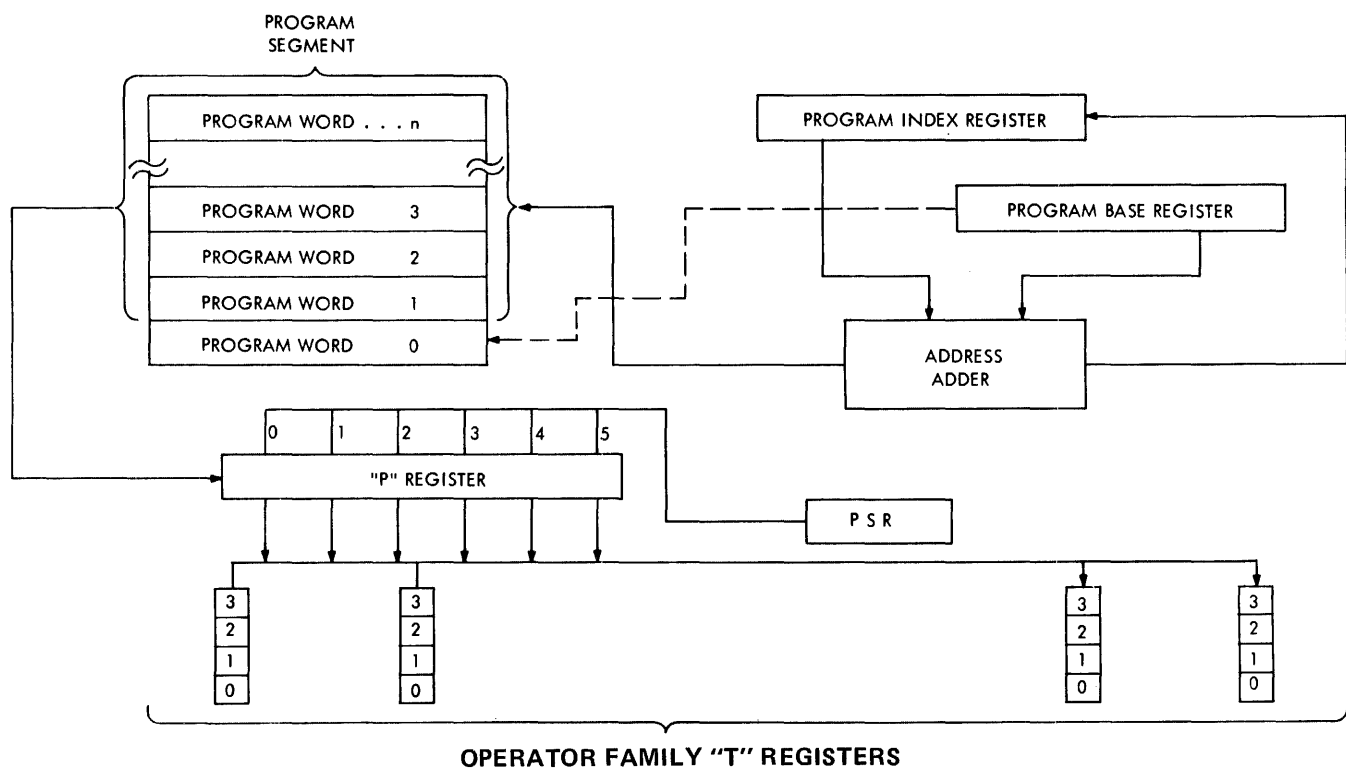 PROGRAM
SEGMENT
PROGRAM WORD . . . n
PROGRAM WORD 3
PROGRAM WORD 2
PROGRAM WORD 1
PROGRAM WORD 0
PROGRAM INDEX REGISTER
PROGRAM BASE REGISTER
ADDRESS
ADDER
0 1 2 3 4 5
"P" REGISTER
P S R
3 3 3 3
2 2 2 2
1 1 1 1
0 0 0 0
OPERATOR FAMILY "T" REGISTERS